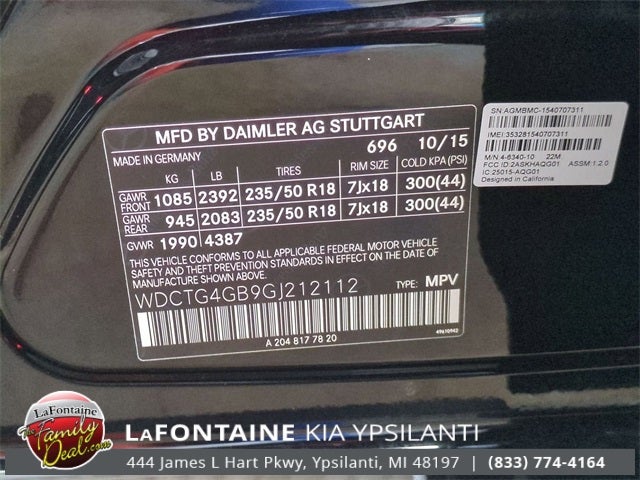 MFD BY DAIMLER AG STUTTGART
MADE IN GERMANY 696 10/15
KG LB TIRES RIM SIZE COLD KPA (PSI)
GAWR FRONT 1085 2392 235/50 R18 7Jx18 300(44)
GAWR REAR 945 2083 235/50 R18 7Jx18 300(44)
GVWR 1990 4387
THIS VEHICLE CONFORMS TO ALL APPLICABLE FEDERAL MOTOR VEHICLE
SAFETY BUMPER, AND THEFT PREVENTION STANDARDS
IN EFFECT ON THE DATE OF MANUFACTURE SHOWN ABOVE.
WDCTG4GB9GJ212112 TYPE: MPV
A 204 817 78 20
49610942
SN:AGMBMC-1540707311
IMEI:353281540707311
M/N:4-6340-10 22M
FCC ID:2ASKHAQG01 ASSM:1.2.0
IC:25015-AQG01
Designed in California
LaFontaine
The Family
Deal.com
LAFONTAINE KIA YPSILANTI
444 James L Hart Pkwy, Ypsilanti, MI 48197 | (833) 774-4164